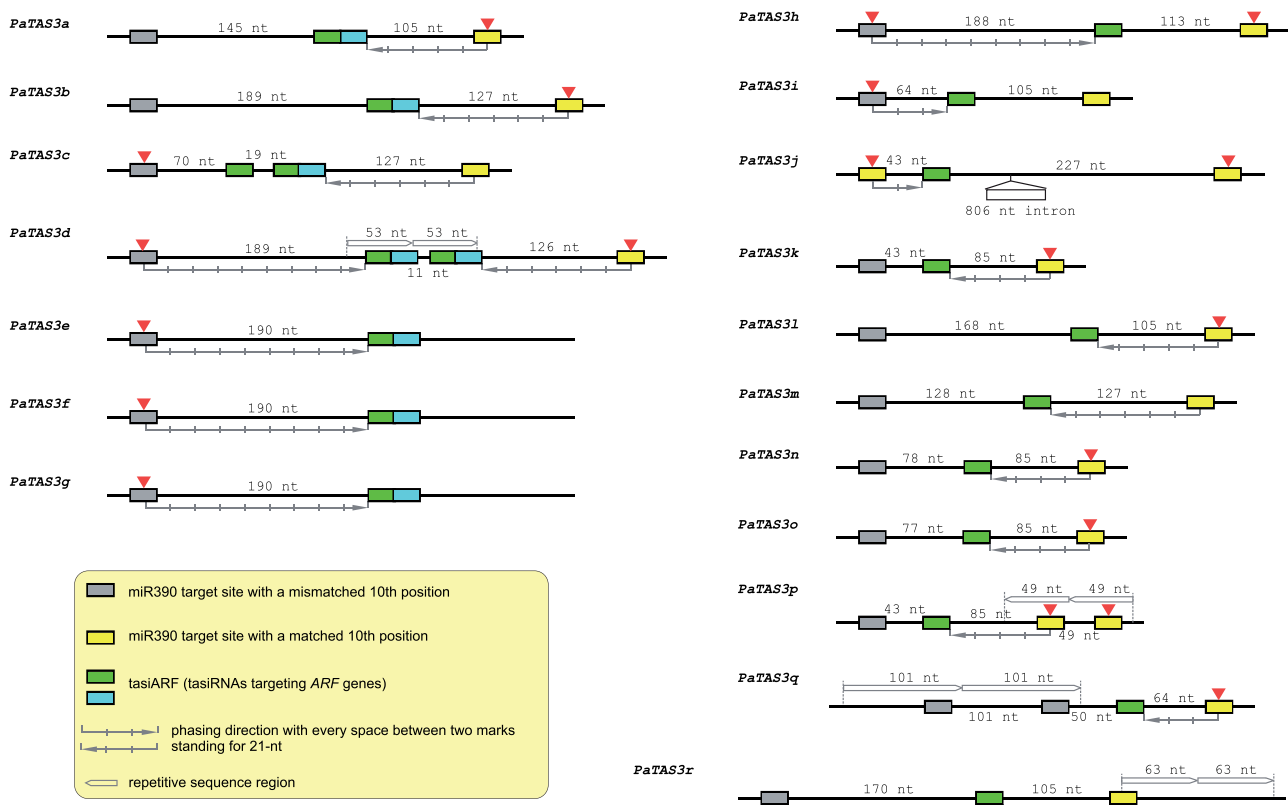 PaTAS3a
145 nt
105 nt
PaTAS3b
189 nt
127 nt
PaTAS3c
70 nt
19 nt
127 nt
PaTAS3d
53 nt
53 nt
189 nt
126 nt
11 nt
PaTAS3e
190 nt
PaTAS3f
190 nt
PaTAS3g
190 nt
miR390 target site with a mismatched 10th position
miR390 target site with a matched 10th position
tasiARF (tasiRNAs targeting ARF genes)
phasing direction with every space between two marks
standing for 21-nt
repetitive sequence region
PaTAS3h
188 nt
113 nt
PaTAS3i
64 nt
105 nt
PaTAS3j
43 nt
227 nt
806 nt intron
PaTAS3k
43 nt
85 nt
PaTAS3l
168 nt
105 nt
PaTAS3m
128 nt
127 nt
PaTAS3n
78 nt
85 nt
PaTAS3o
77 nt
85 nt
PaTAS3p
49 nt
49 nt
43 nt
85 nt
49 nt
PaTAS3q
101 nt
101 nt
64 nt
101 nt
50 nt
PaTAS3r
63 nt
63 nt
170 nt
105 nt